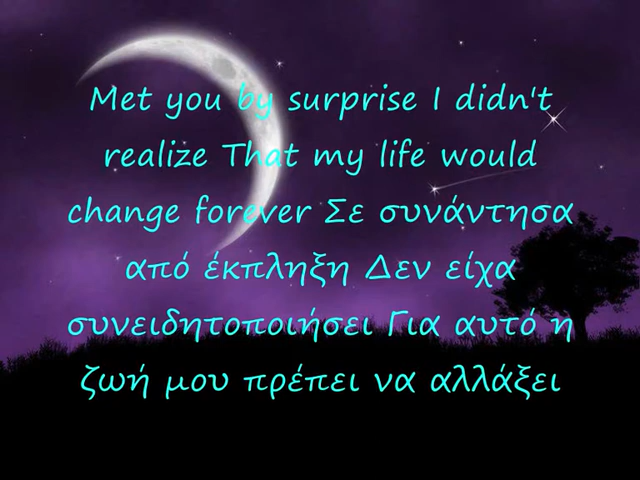 Met you by surprise I didn't
realize That my life would
change forever Σε συνάντησα
από έκπληξη Δεν είχα
συνειδητοποιήσει Για αυτό η
ζωή μου πρέπει να αλλάξει